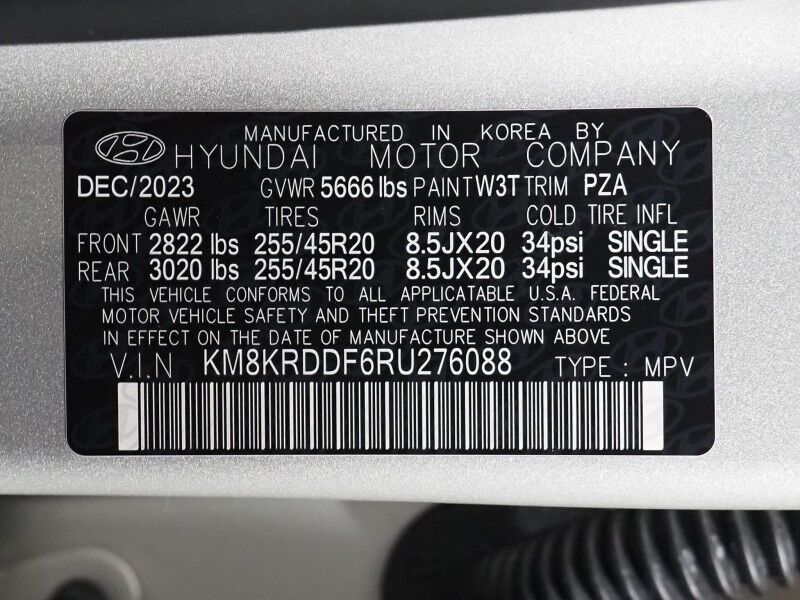 MANUFACTURED IN KOREA BY
HYUNDAI MOTOR COMPANY
DEC/2023 GVWR 5666 lbs PAINT W3T TRIM PZA
GAWR TIRES RIMS COLD TIRE INFL
FRONT 2822 lbs 255/45R20 8.5JX20 34psi SINGLE
REAR 3020 lbs 255/45R20 8.5JX20 34psi SINGLE
THIS VEHICLE CONFORMS TO ALL APPLICATABLE U.S.A. FEDERAL
MOTOR VEHICLE SAFETY AND THEFT PREVENTION STANDARDS
IN EFFECT ON THE DATE OF MANUFACTURE SHOWN ABOVE
V.I.N KM8KRDDF6RU276088 TYPE : MPV